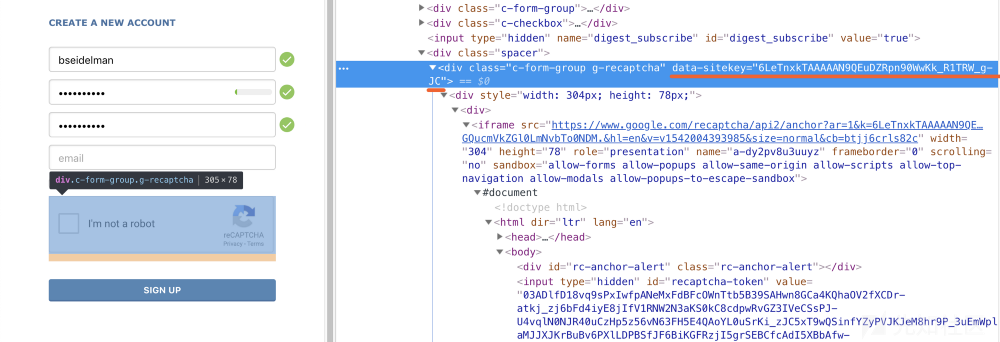 CREATE A NEW ACCOUNT
bseidelman
••••••••••
••••••••••
email
div.c-form-group.g-recaptcha | 305 × 78
I'm not a robot
reCAPTCHA
Privacy - Terms
SIGN UP
▶<div class="c-form-group">…</div>
▶<div class="c-checkbox">…</div>
<input type="hidden" name="digest_subscribe" id="digest_subscribe" value="true">
▼<div class="spacer">
… ▼<div class="c-form-group g-recaptcha" data-sitekey="6LeTnxkTAAAAAN9QEuDZRpn90WwKk_R1TRW_g-
JC"> == $0
▼<div style="width: 304px; height: 78px;">
▼<div>
▼<iframe src="https://www.google.com/recaptcha/api2/anchor?ar=1&k=6LeTnxkTAAAAAN9QE…
GQucmVkZGl0LmNvbTo0NDM.&hl=en&v=v1542004393985&size=normal&cb=btjj6crls82c" width=
"304" height="78" role="presentation" name="a-dy2pv8u3uuyz" frameborder="0" scrolling=
"no" sandbox="allow-forms allow-popups allow-same-origin allow-scripts allow-top-
navigation allow-modals allow-popups-to-escape-sandbox">
▼#document
<!doctype html>
▼<html dir="ltr" lang="en">
▶<head>…</head>
▼<body>
<div id="rc-anchor-alert" class="rc-anchor-alert"></div>
<input type="hidden" id="recaptcha-token" value=
"03ADlfD18vq9sPxIwfpANeMxFdBFcOWnTtb5B39SAHwn8GCa4KQhaOV2fXCDr-
atkj_zj6bFd4iyE8jIfV1RNW2N3aKS0kC8cdpwRvGZ3IVeCSsPJ-
U4vqlN0NJR40uCzHp5z56vN63FH5E4QAoYL0uSrKi_zJC5xT9wQSinfYZyPVJKJeM8hr9P_3uEmWpl
aMJJXJKrBuBv6PXlLDPBSfJF6BiKGFRzjI5grSEBCfcAdI5XBbAfw-